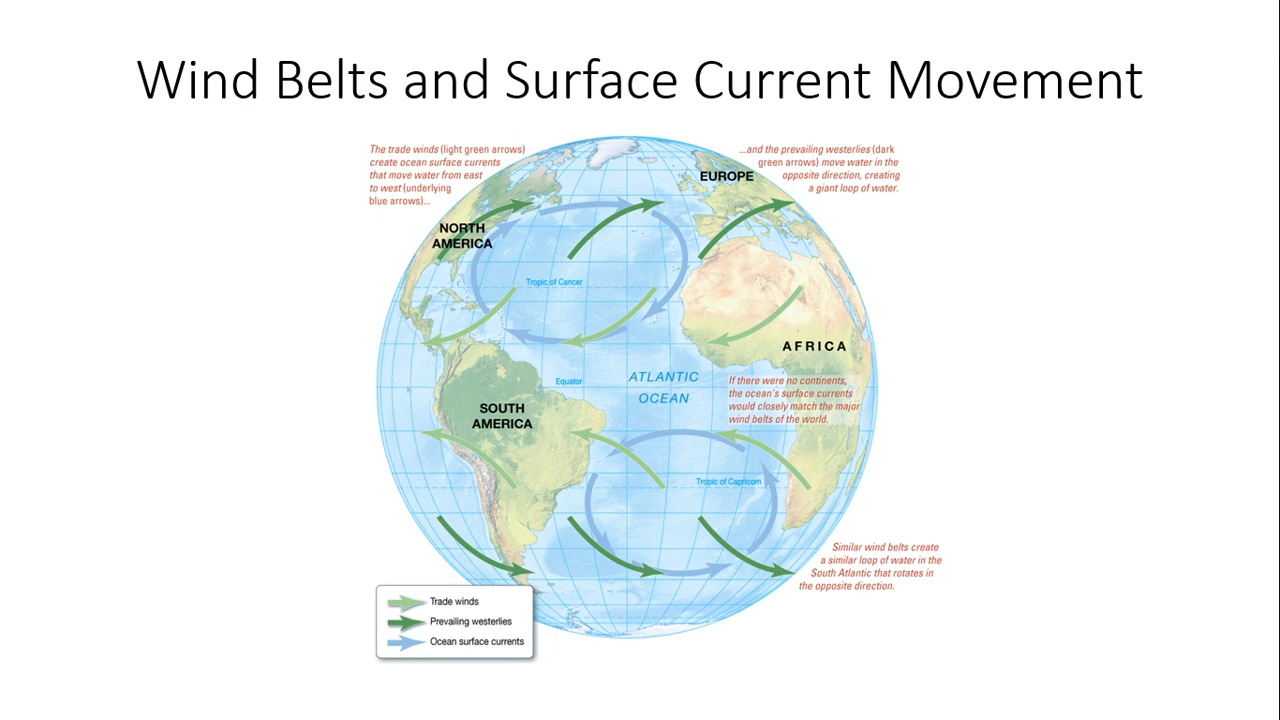 Wind Belts and Surface Current Movement
The trade winds (light green arrows)
create ocean surface currents
that move water from east
to west (underlying
blue arrows)...
...and the prevailing westerlies (dark
green arrows) move water in the
opposite direction, creating
a giant loop of water.
EUROPE
NORTH
AMERICA
Tropic of Cancer
AFRICA
ATLANTIC
OCEAN
Equator
If there were no continents,
the ocean's surface currents
would closely match the major
wind belts of the world.
SOUTH
AMERICA
Tropic of Capricorn
Similar wind belts create
a similar loop of water in the
South Atlantic that rotates in
the opposite direction.
Trade winds
Prevailing westerlies
Ocean surface currents